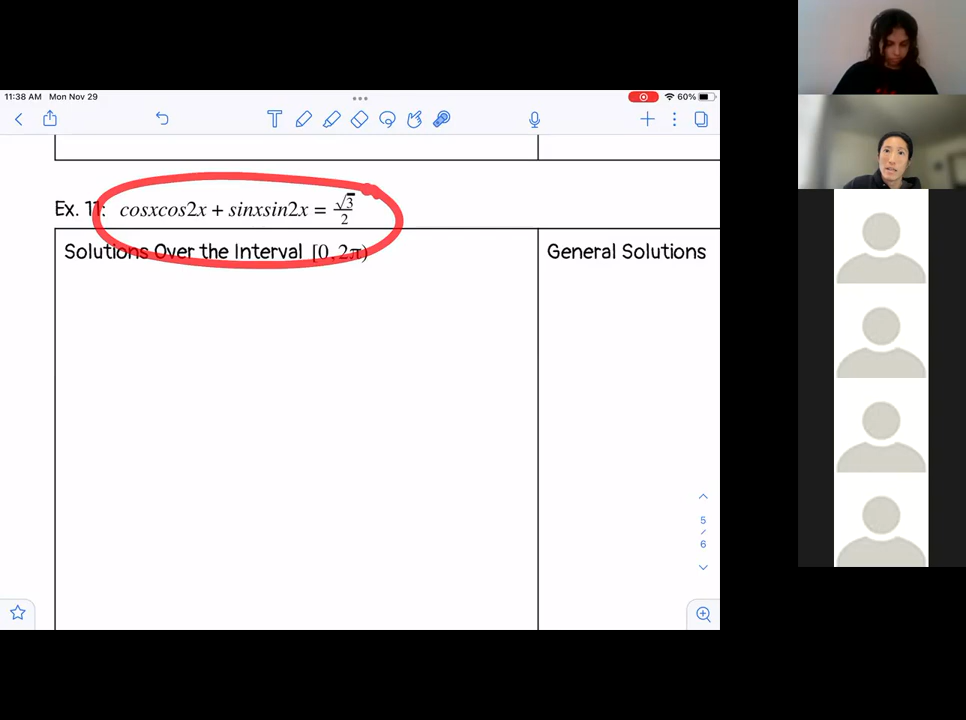 11:38 AM Mon Nov 29
60%
Ex. 11: cosxcos2x + sinxsin2x = √3/2
Solutions Over the Interval [0, 2π)
General Solutions
5
/
6